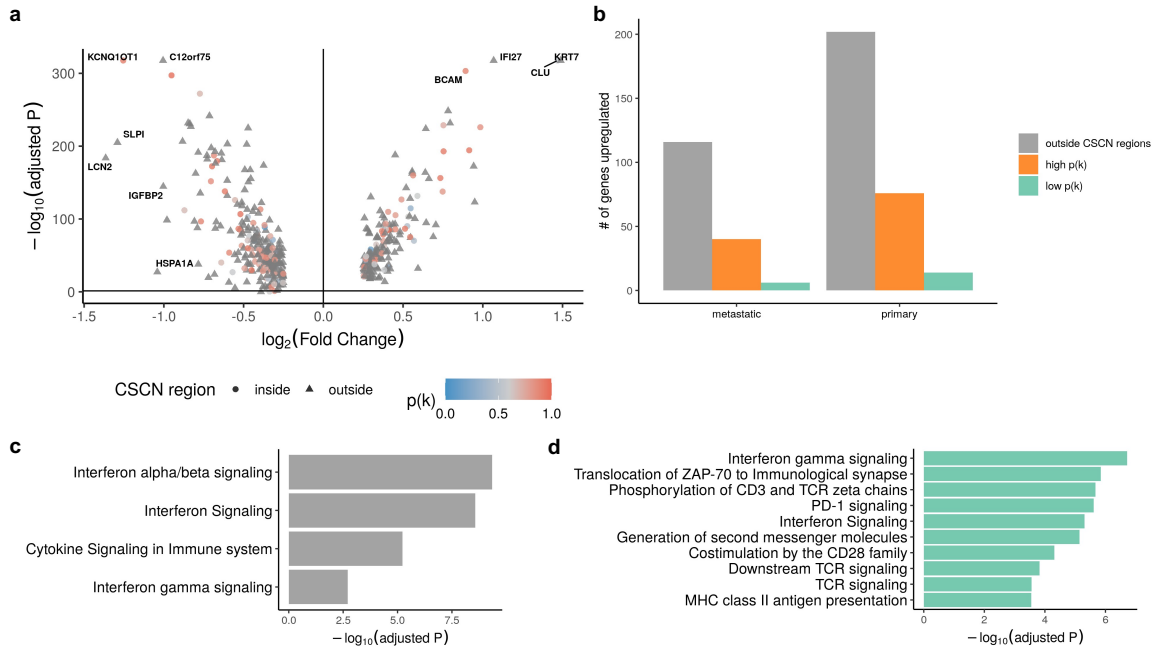 a
KCNQ1OT1
C12orf75
IFI27
KRT7
CLU
BCAM
SLPI
LCN2
IGFBP2
HSPA1A
− log10(adjusted P)
300
200
100
0
-1.5 -1.0 -0.5 0.0 0.5 1.0 1.5
log2(Fold Change)
CSCN region inside outside
p(k)
0.0 0.5 1.0
b
# of genes upregulated
200
150
100
50
0
metastatic primary
outside CSCN regions
high p(k)
low p(k)
c
Interferon alpha/beta signaling
Interferon Signaling
Cytokine Signaling in Immune system
Interferon gamma signaling
0.0 2.5 5.0 7.5
− log10(adjusted P)
d
Interferon gamma signaling
Translocation of ZAP-70 to Immunological synapse
Phosphorylation of CD3 and TCR zeta chains
PD-1 signaling
Interferon Signaling
Generation of second messenger molecules
Costimulation by the CD28 family
Downstream TCR signaling
TCR signaling
MHC class II antigen presentation
0 2 4 6
− log10(adjusted P)